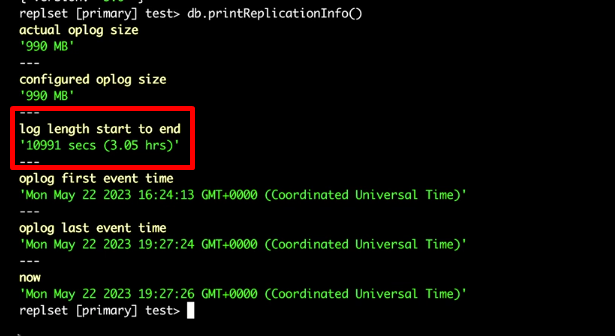 replset [primary] test> db.printReplicationInfo()
actual oplog size
'990 MB'
---
configured oplog size
'990 MB'
---
log length start to end
'10991 secs (3.05 hrs)'
---
oplog first event time
'Mon May 22 2023 16:24:13 GMT+0000 (Coordinated Universal Time)'
---
oplog last event time
'Mon May 22 2023 19:27:24 GMT+0000 (Coordinated Universal Time)'
---
now
'Mon May 22 2023 19:27:26 GMT+0000 (Coordinated Universal Time)'
replset [primary] test>